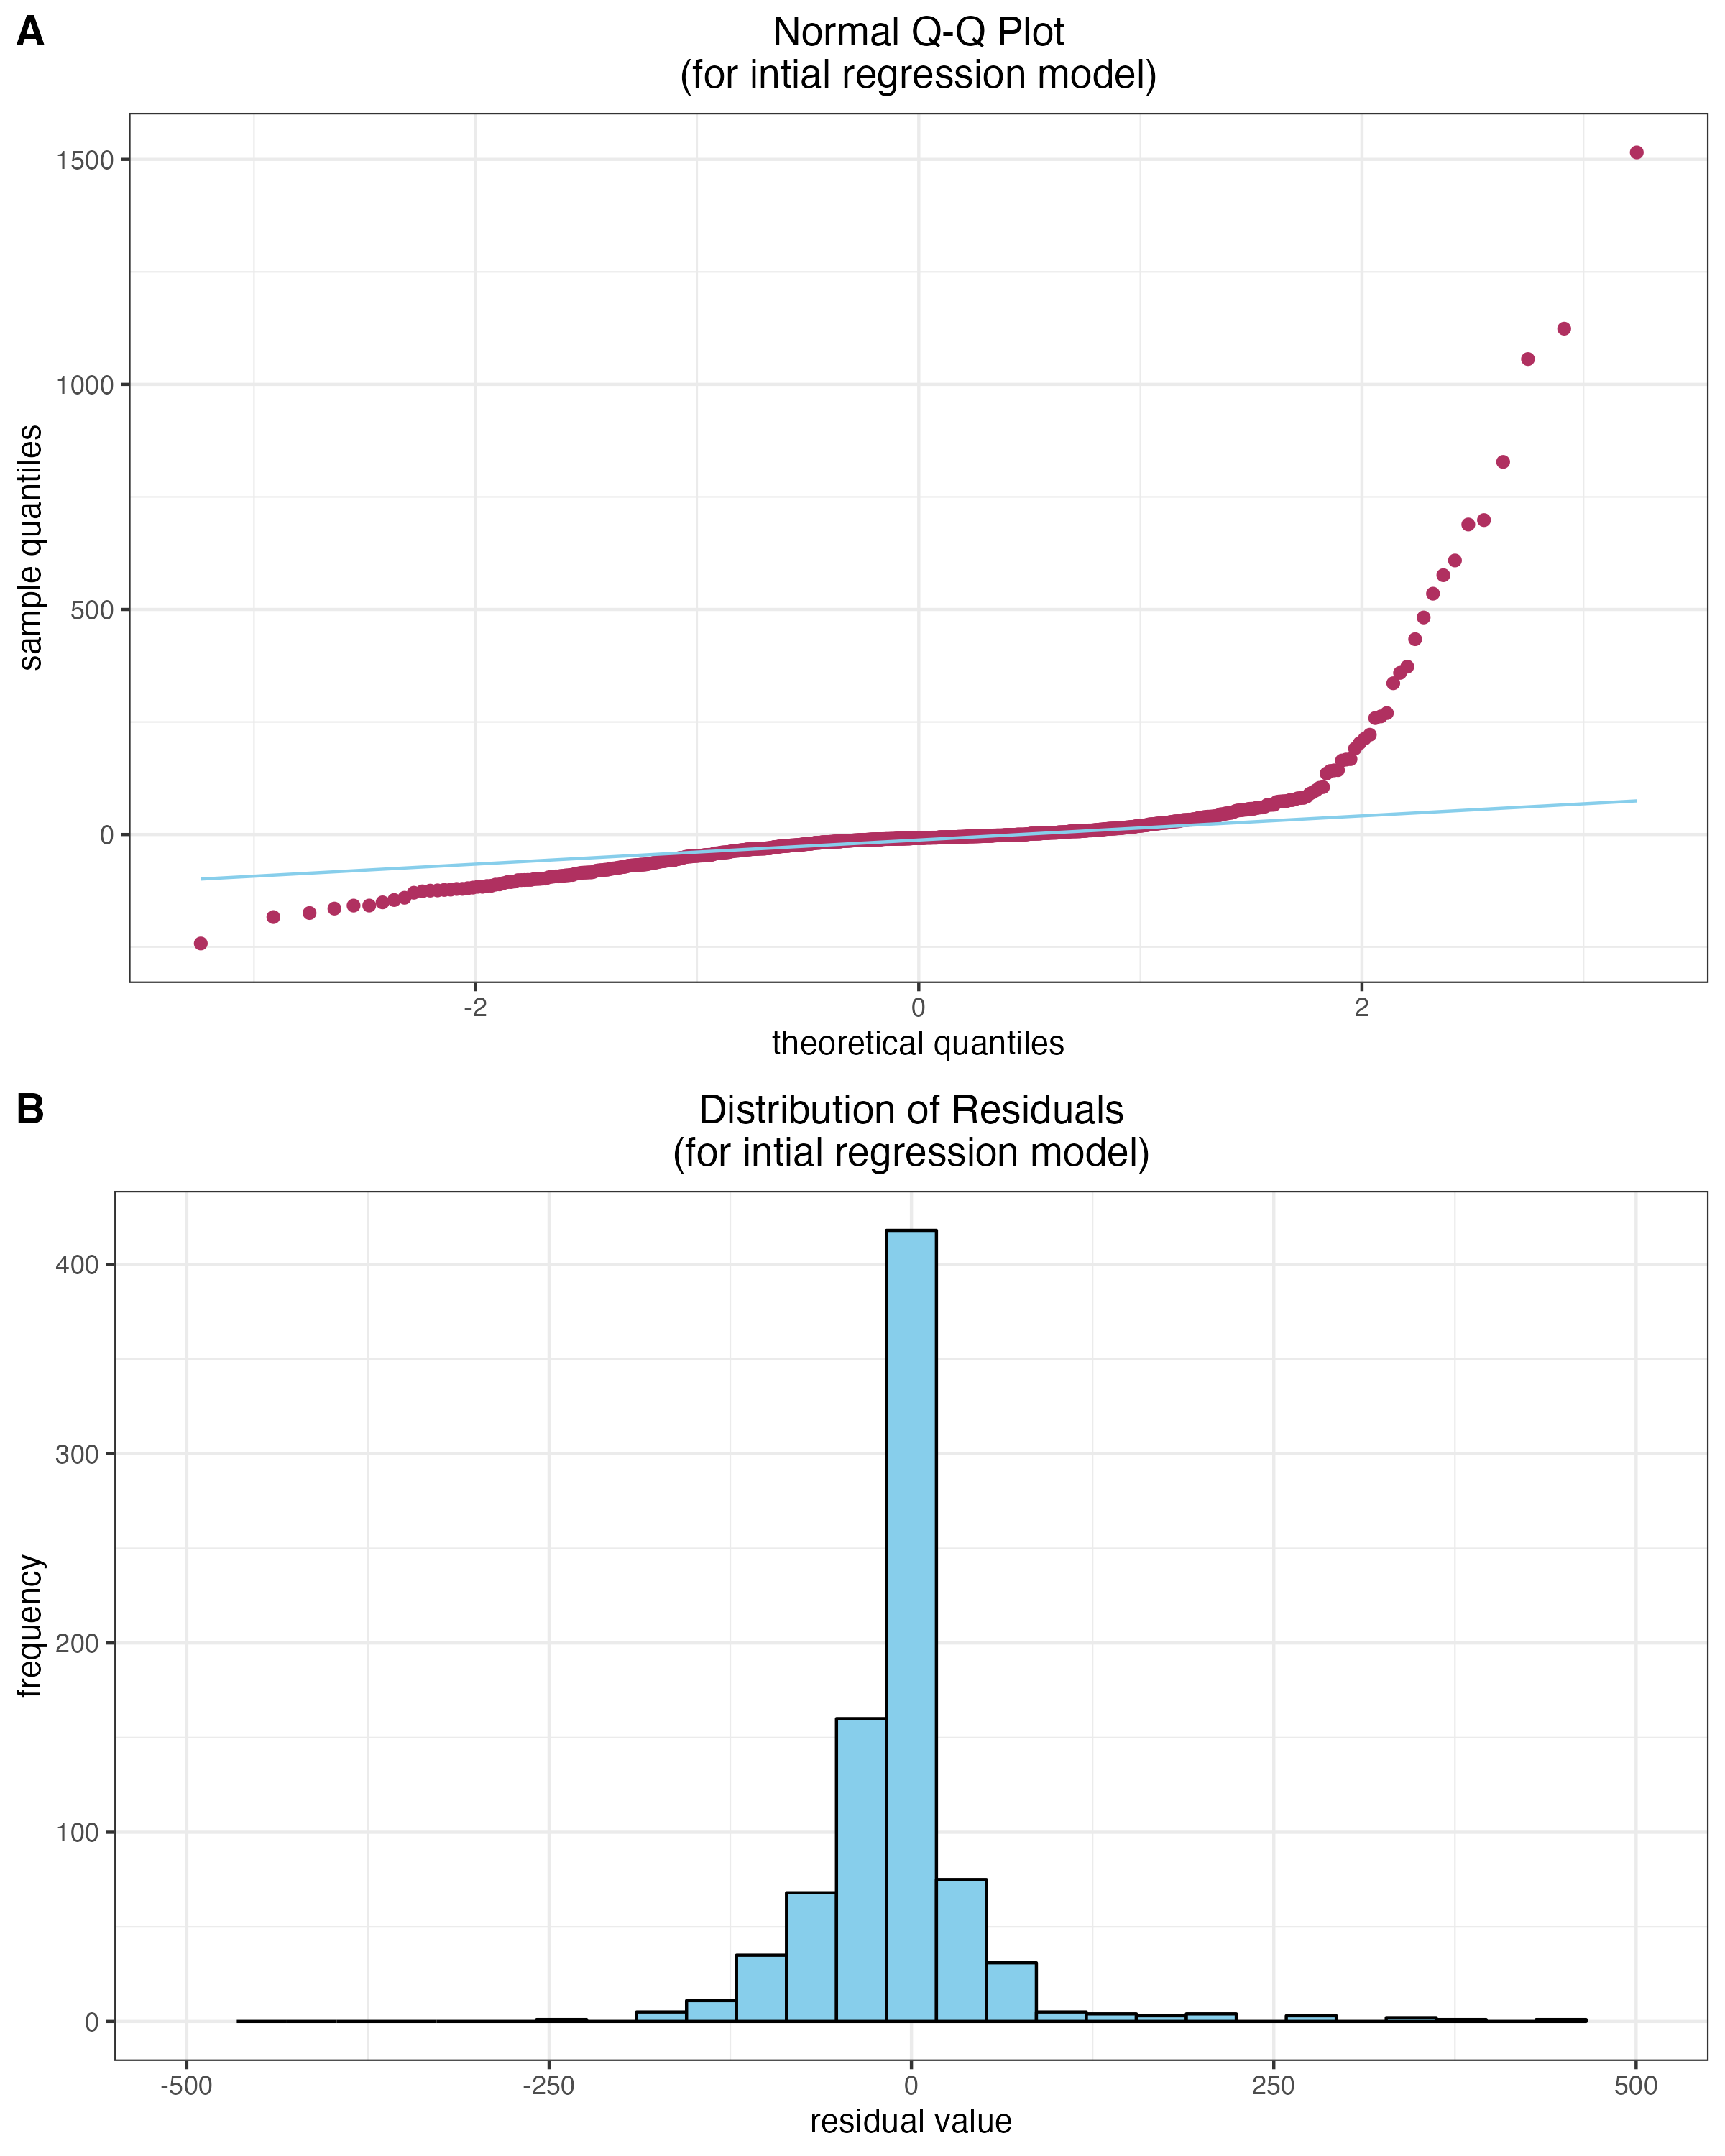 A
Normal Q-Q Plot
(for intial regression model)
1500
1000
500
0
sample quantiles
-2
0
2
theoretical quantiles
B
Distribution of Residuals
(for intial regression model)
400
300
200
100
0
frequency
-500
-250
0
250
500
residual value